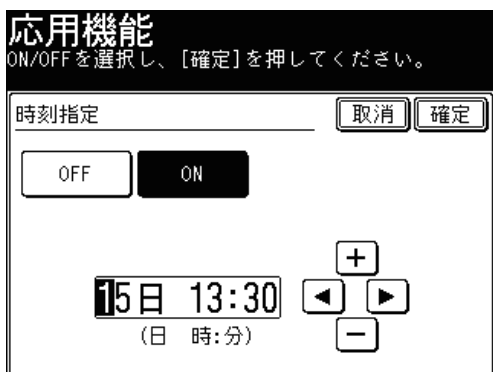 応用機能
ON/OFFを選択し、[確定]を押してください。
時刻指定 取消 確定
OFF ON
+
15日 13:30 ◀ ▶
(日 時:分) −